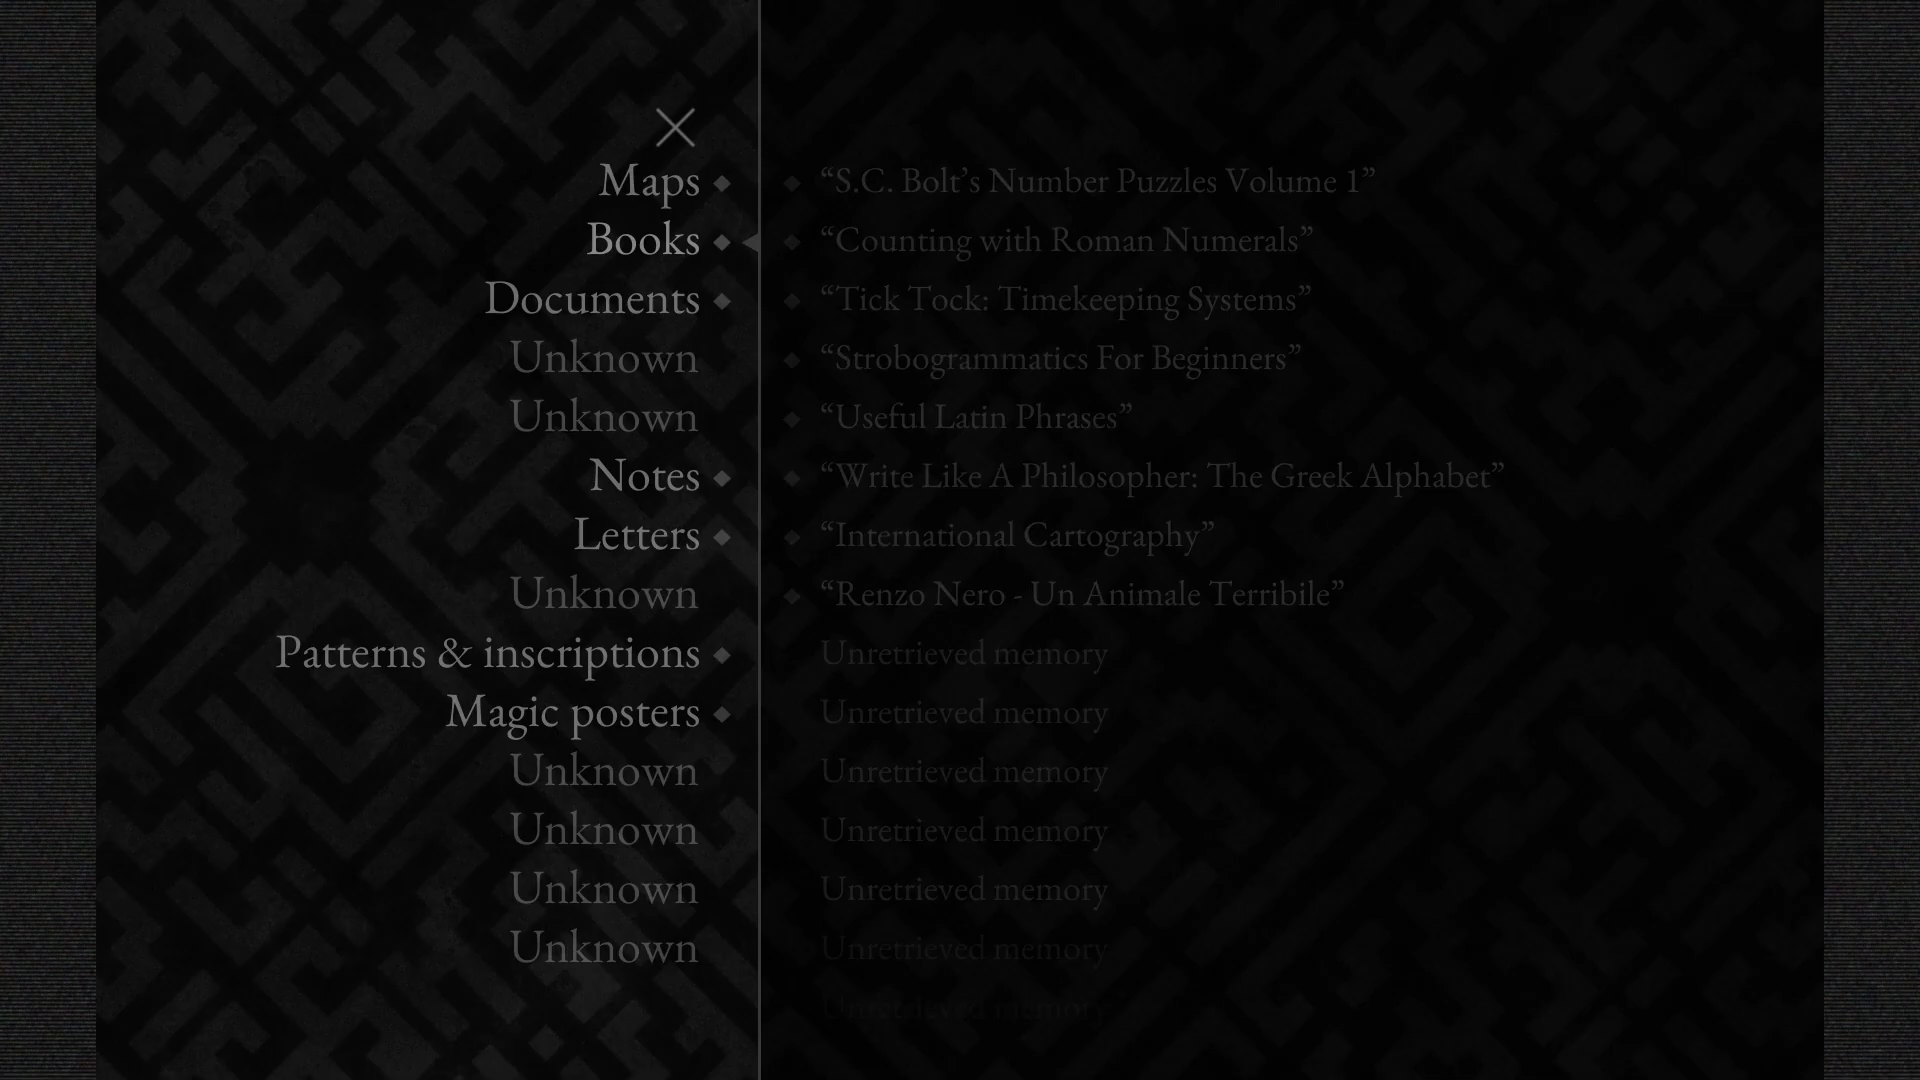 Maps
Books
Documents
Unknown
Unknown
Notes
Letters
Unknown
Patterns & inscriptions
Magic posters
Unknown
Unknown
Unknown
Unknown
“S.C. Bolt’s Number Puzzles Volume 1”
“Counting with Roman Numerals”
“Tick Tock: Timekeeping Systems”
“Strobogrammatics For Beginners”
“Useful Latin Phrases”
“Write Like A Philosopher: The Greek Alphabet”
“International Cartography”
“Renzo Nero - Un Animale Terribile”
Unretrieved memory
Unretrieved memory
Unretrieved memory
Unretrieved memory
Unretrieved memory
Unretrieved memory
Unretrieved memory